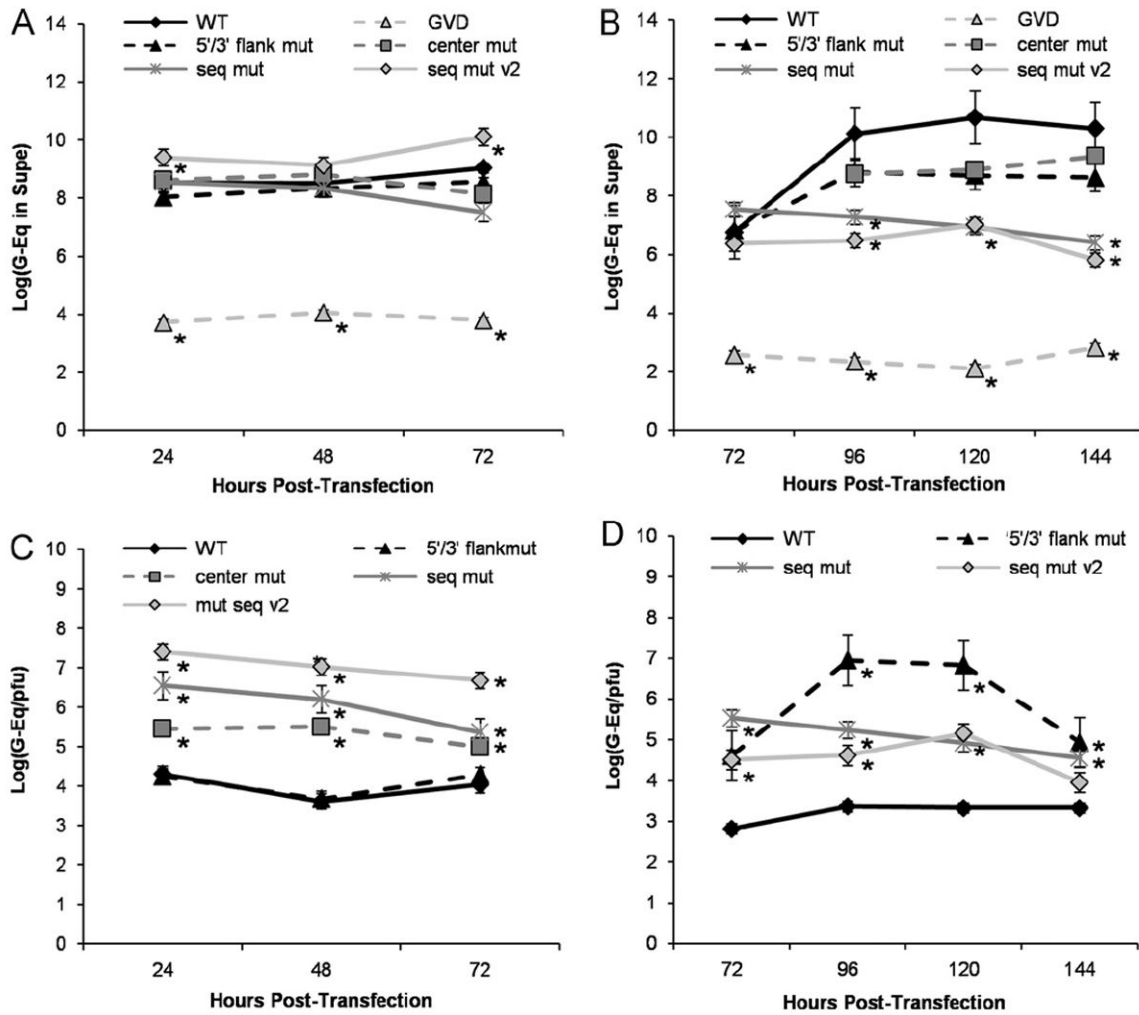 A
WT
GVD
5'/3' flank mut
center mut
seq mut
seq mut v2
Log(G-Eq in Supe)
14
12
10
8
6
4
2
0
* * * * *
24
48
72
Hours Post-Transfection
B
WT
GVD
5'/3' flank mut
center mut
seq mut
seq mut v2
Log(G-Eq in Supe)
14
12
10
8
6
4
2
0
* * * * * * * * *
72
96
120
144
Hours Post-Transfection
C
WT
5'/3' flankmut
center mut
seq mut
mut seq v2
Log(G-Eq/pfu)
10
9
8
7
6
5
4
3
2
1
0
* * * * * * * * *
24
48
72
Hours Post-Transfection
D
WT
'5'/3' flank mut
seq mut
seq mut v2
Log(G-Eq/pfu)
10
9
8
7
6
5
4
3
2
1
0
* * * * * * * * *
72
96
120
144
Hours Post-Transfection